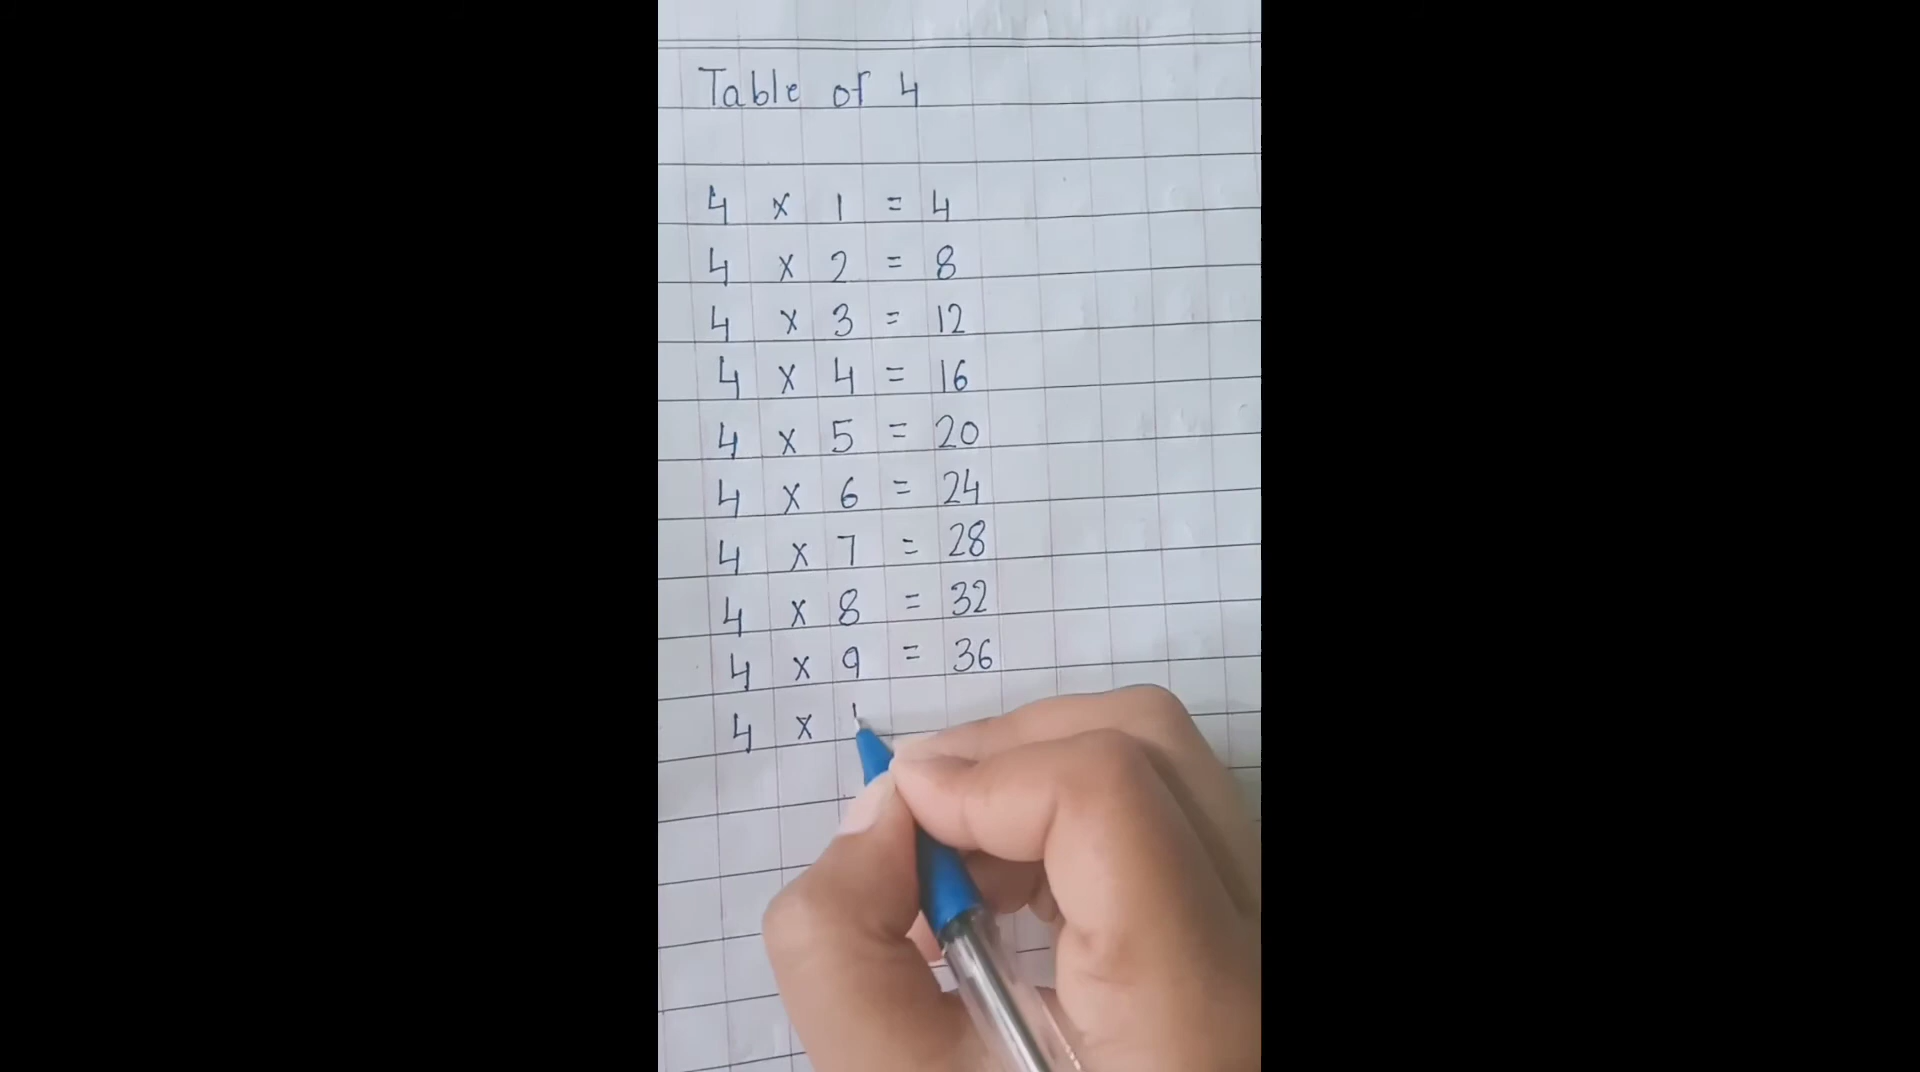 Table of 4
4 x 1 = 4
4 x 2 = 8
4 x 3 = 12
4 x 4 = 16
4 x 5 = 20
4 x 6 = 24
4 x 7 = 28
4 x 8 = 32
4 x 9 = 36
4 x 1